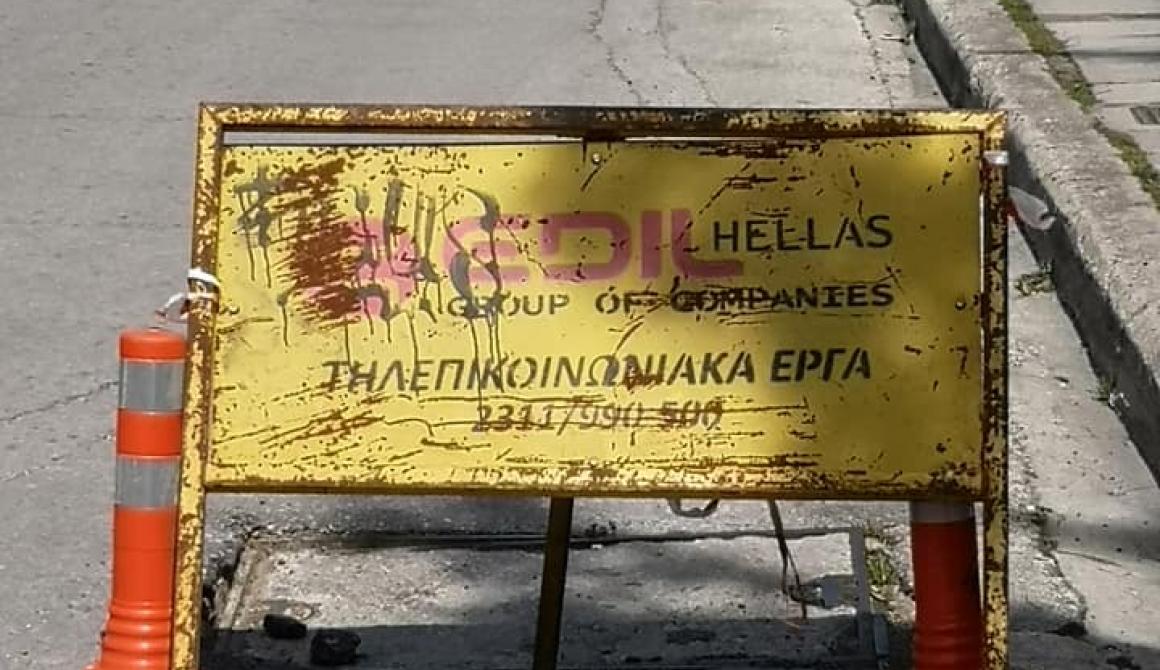 EDIL HELLAS
GROUP OF COMPANIES
ΤΗΛΕΠΙΚΟΙΝΩΝΙΑΚΑ ΕΡΓΑ
2311/990 500